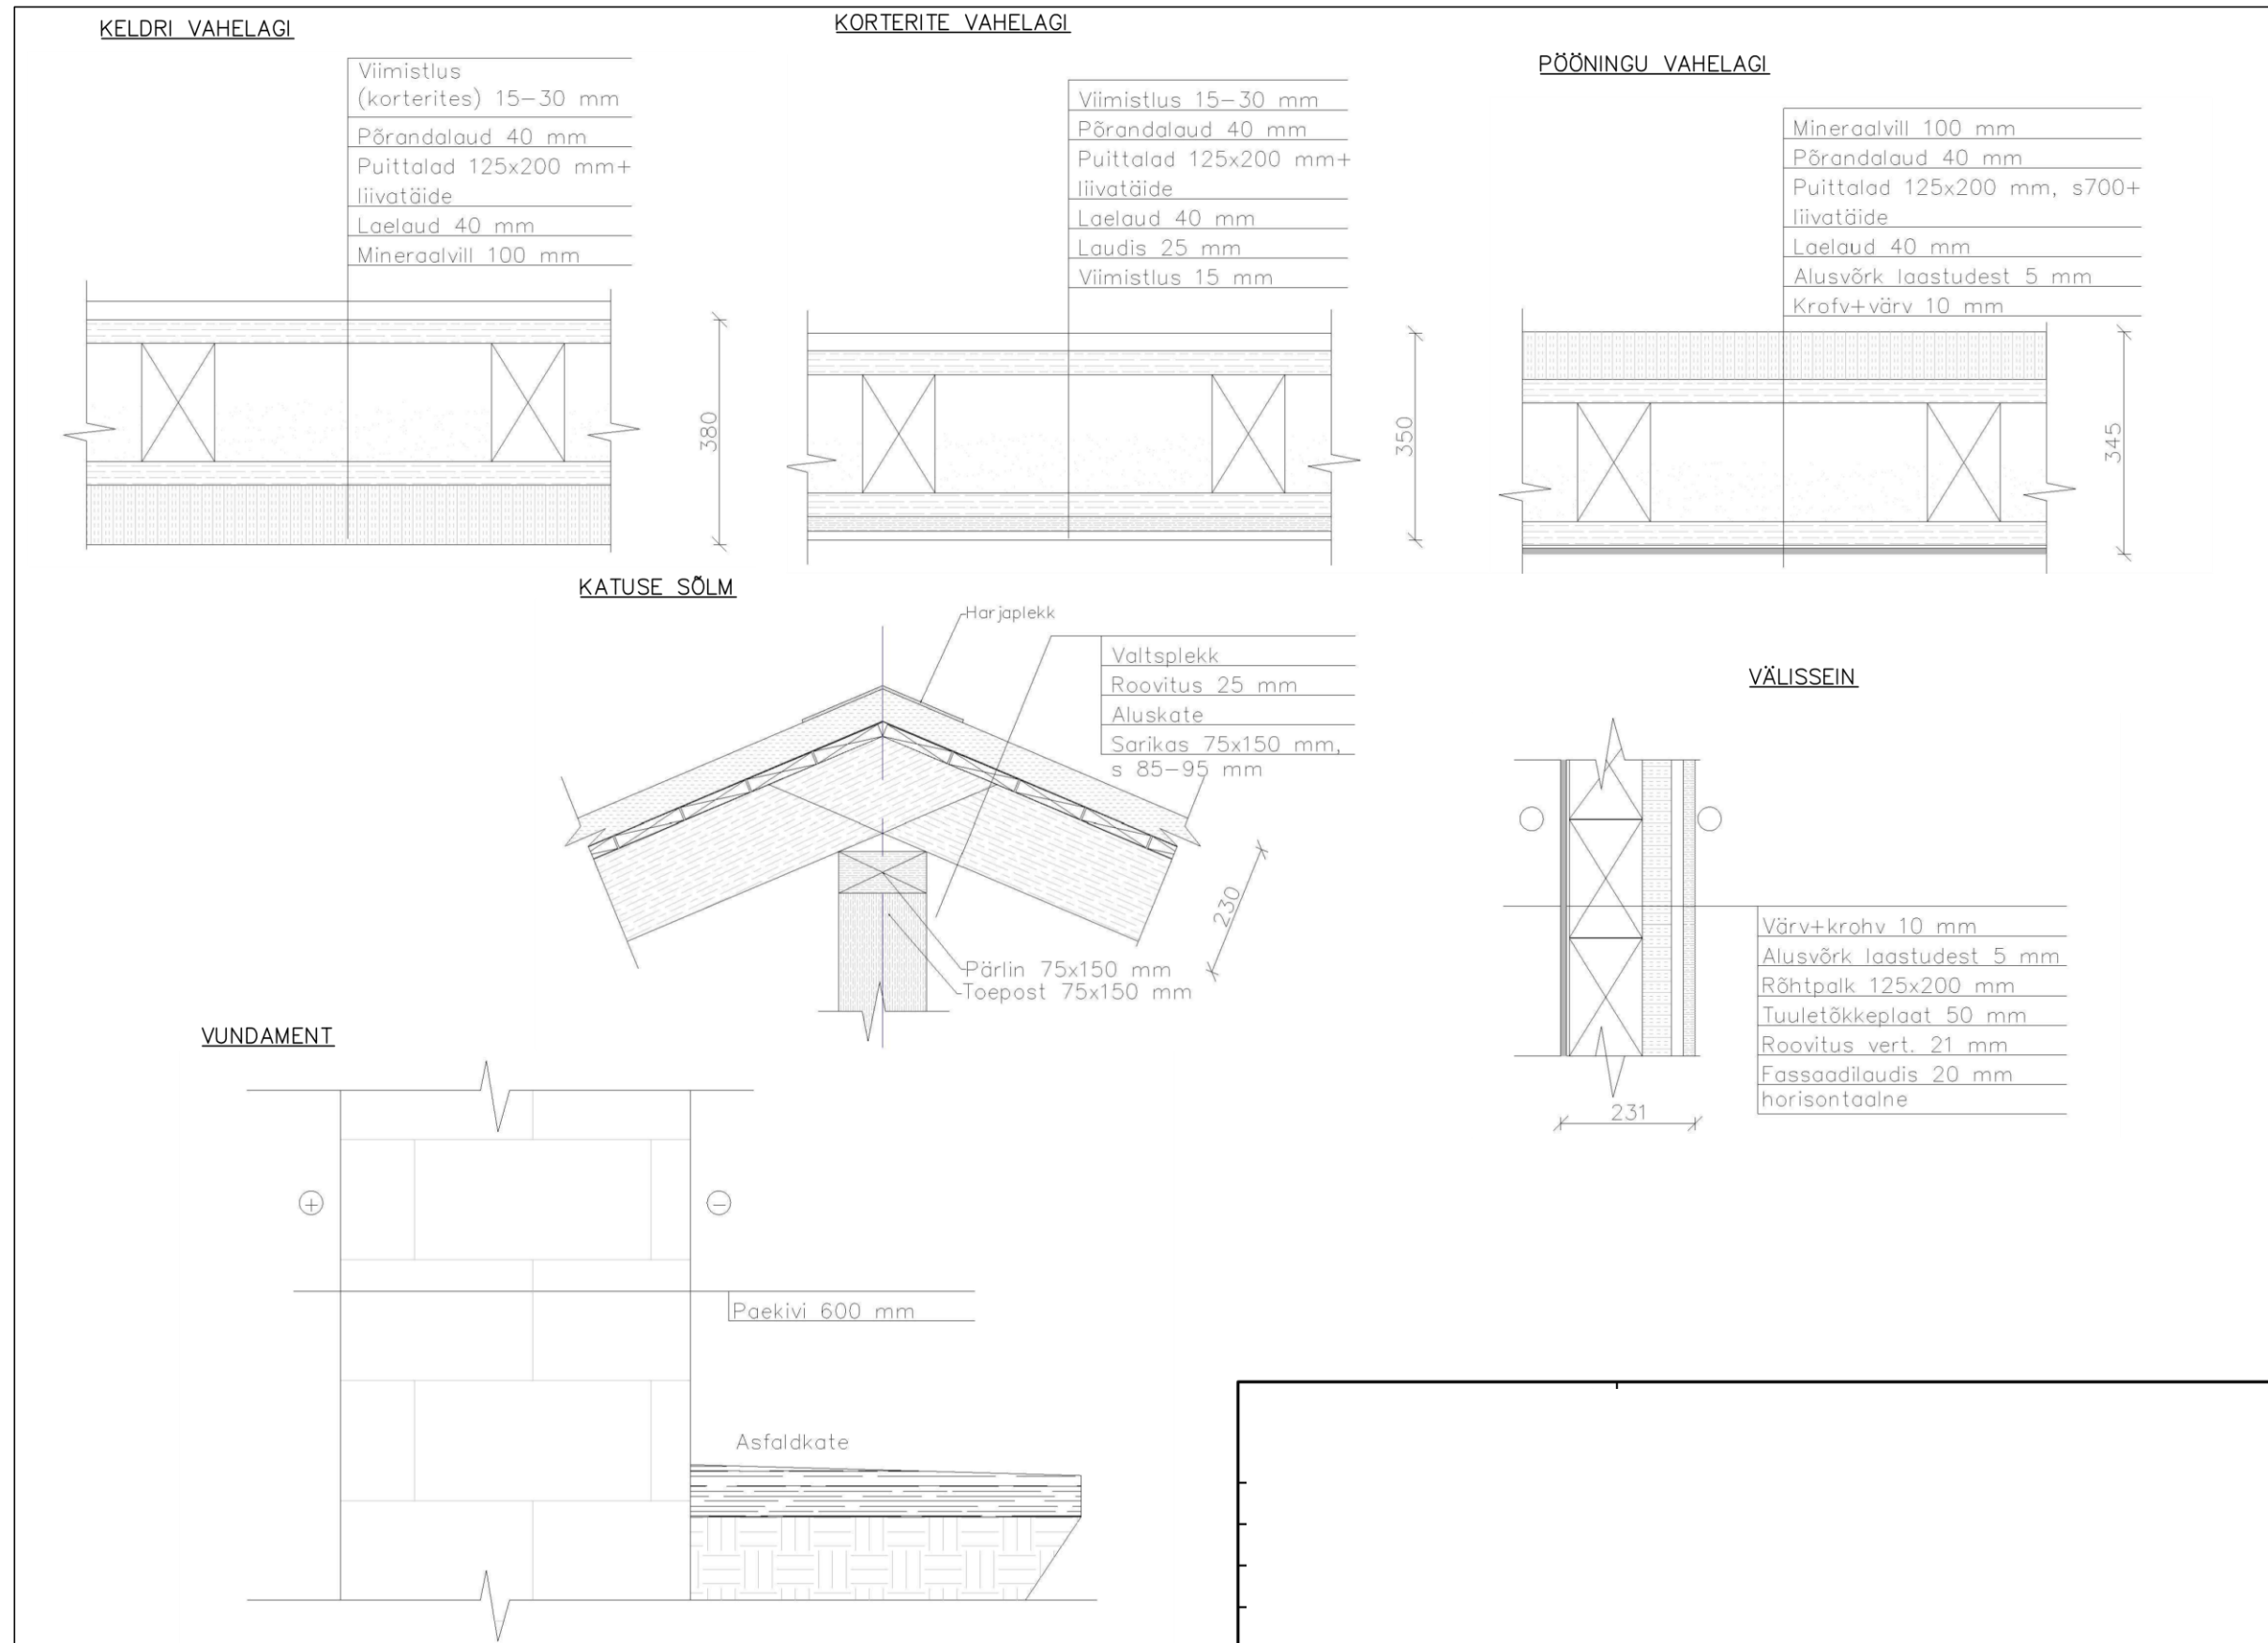 KELDRI VAHELAGI
Viimistlus
(korterites) 15-30 mm
Põrandalaud 40 mm
Puittalad 125x200 mm+
liivatäide
Laelaud 40 mm
Mineraalvill 100 mm
380
KORTERITE VAHELAGI
Viimistlus 15-30 mm
Põrandalaud 40 mm
Puittalad 125x200 mm+
liivatäide
Laelaud 40 mm
Laudis 25 mm
Viimistlus 15 mm
350
PÖÖNINGU VAHELAGI
Mineraalvill 100 mm
Põrandalaud 40 mm
Puittalad 125x200 mm, s700+
liivatäide
Laelaud 40 mm
Alusvõrk laastudest 5 mm
Krofv+värv 10 mm
345
KATUSE SÕLM
Harjaplekk
Valtsplekk
Roovitus 25 mm
Aluskate
Sarikas 75x150 mm,
s 85-95 mm
230
Pärlin 75x150 mm
Toepost 75x150 mm
VÄLISSEIN
Värv+krohv 10 mm
Alusvõrk laastudest 5 mm
Rõhtpalk 125x200 mm
Tuuletõkkeplaat 50 mm
Roovitus vert. 21 mm
Fassaadilaudis 20 mm
horisontaalne
231
VUNDAMENT
+
−
Paekivi 600 mm
Asfaldkate